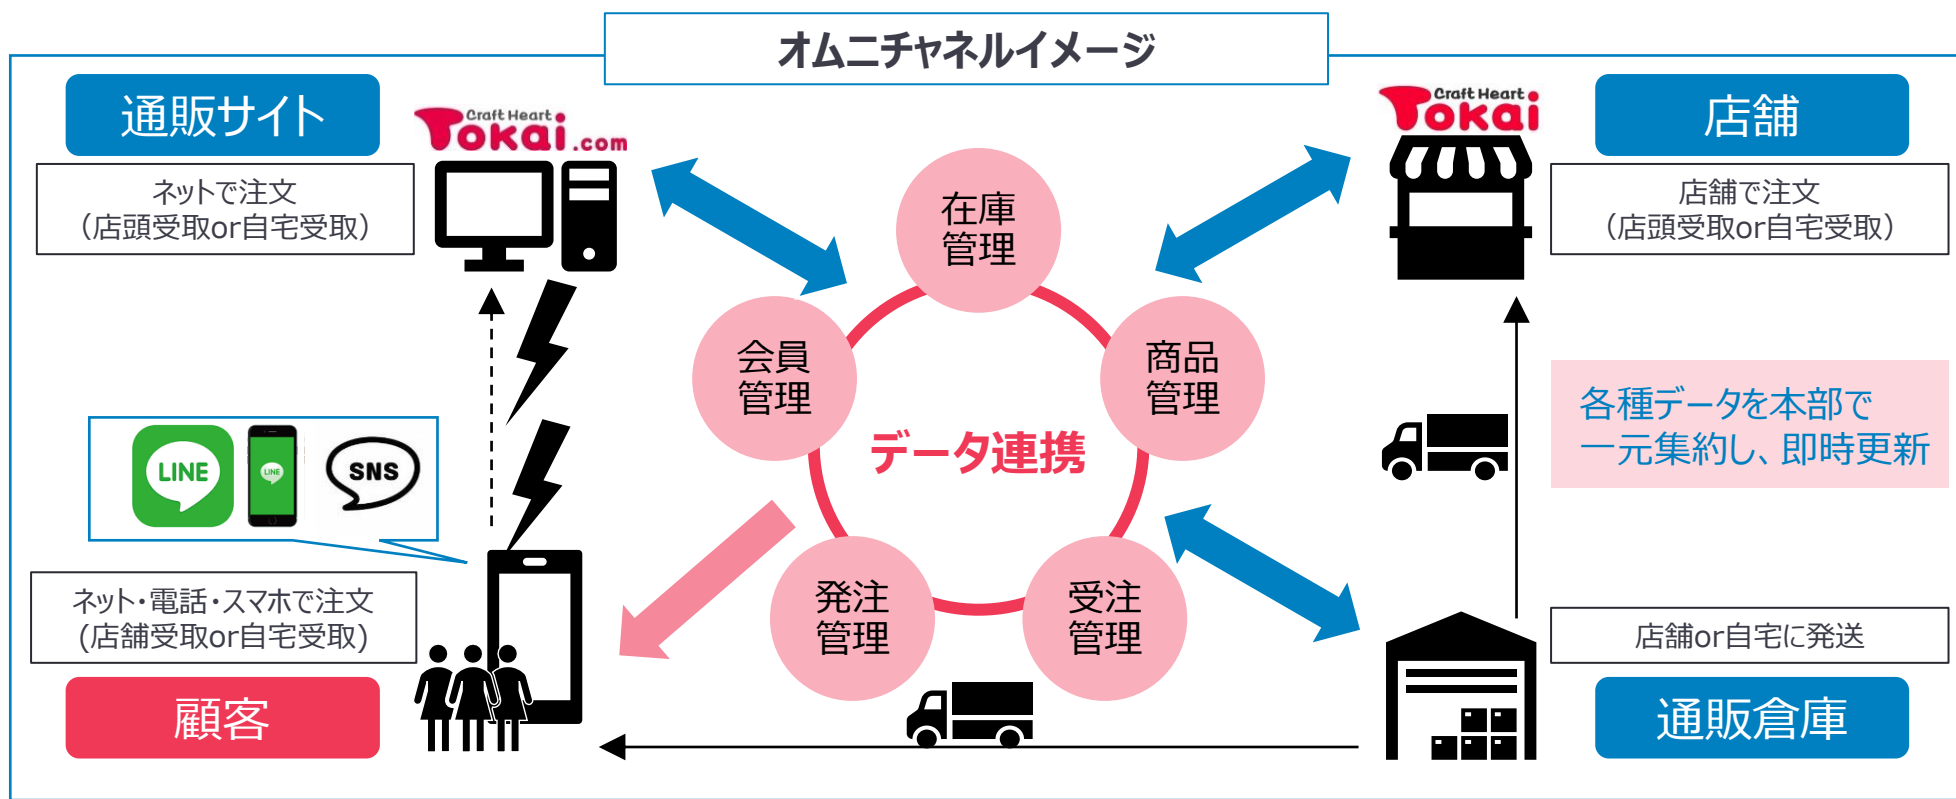 オムニチャネルイメージ
通販サイト
Craft Heart
Tokai.com
ネットで注文
（店頭受取or自宅受取）
Craft Heart
Tokai
店舗
店舗で注文
（店頭受取or自宅受取）
在庫
管理
会員
管理
商品
管理
データ連携
発注
管理
受注
管理
各種データを本部で
一元集約し、即時更新
LINE
LINE
SNS
ネット・電話・スマホで注文
(店舗受取or自宅受取)
顧客
店舗or自宅に発送
通販倉庫